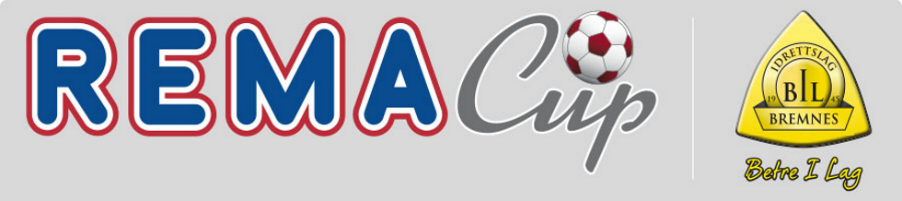 REMA Cup
IDRETTSLAG
BIL
19 45
BREMNES
Betre I Lag